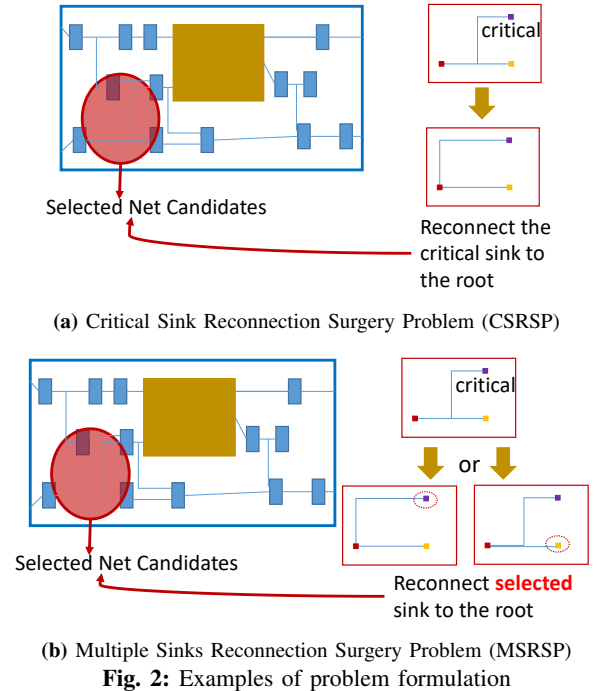 critical
Selected Net Candidates
Reconnect the
critical sink to
the root
(a) Critical Sink Reconnection Surgery Problem (CSRSP)
critical
or
Selected Net Candidates
Reconnect selected
sink to the root
(b) Multiple Sinks Reconnection Surgery Problem (MSRSP)
Fig. 2: Examples of problem formulation